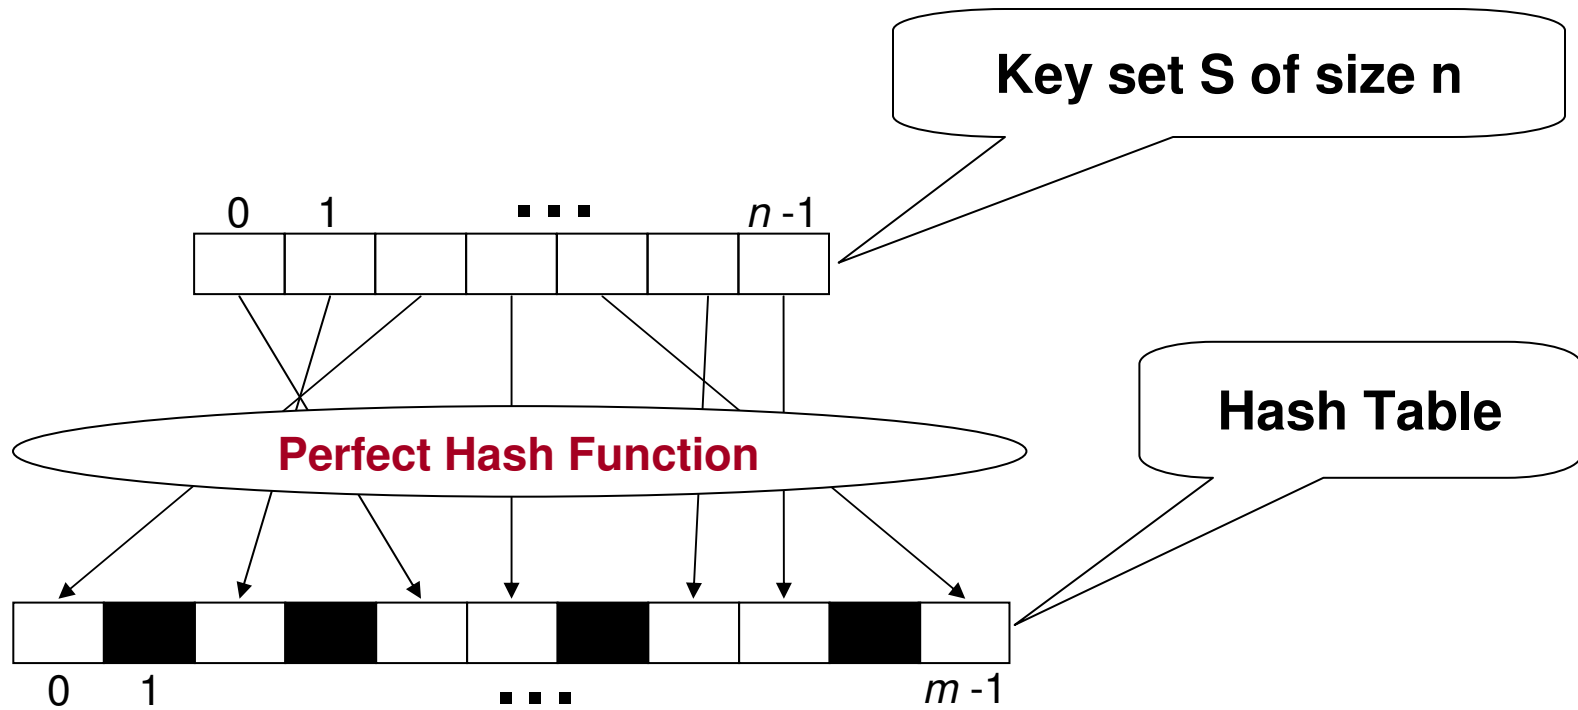 Key set S of size n
0 1 ... n -1
Hash Table
Perfect Hash Function
0 1 ... m -1